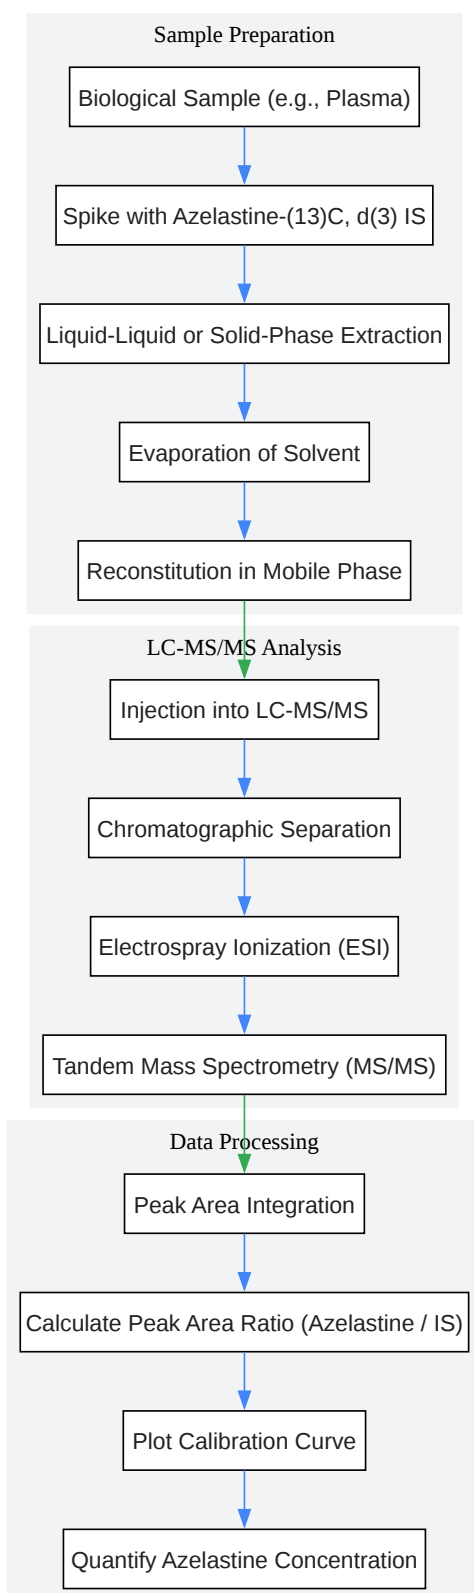 Sample Preparation
Biological Sample (e.g., Plasma)
Spike with Azelastine-(13)C, d(3) IS
Liquid-Liquid or Solid-Phase Extraction
Evaporation of Solvent
Reconstitution in Mobile Phase
LC-MS/MS Analysis
Injection into LC-MS/MS
Chromatographic Separation
Electrospray Ionization (ESI)
Tandem Mass Spectrometry (MS/MS)
Data Processing
Peak Area Integration
Calculate Peak Area Ratio (Azelastine / IS)
Plot Calibration Curve
Quantify Azelastine Concentration